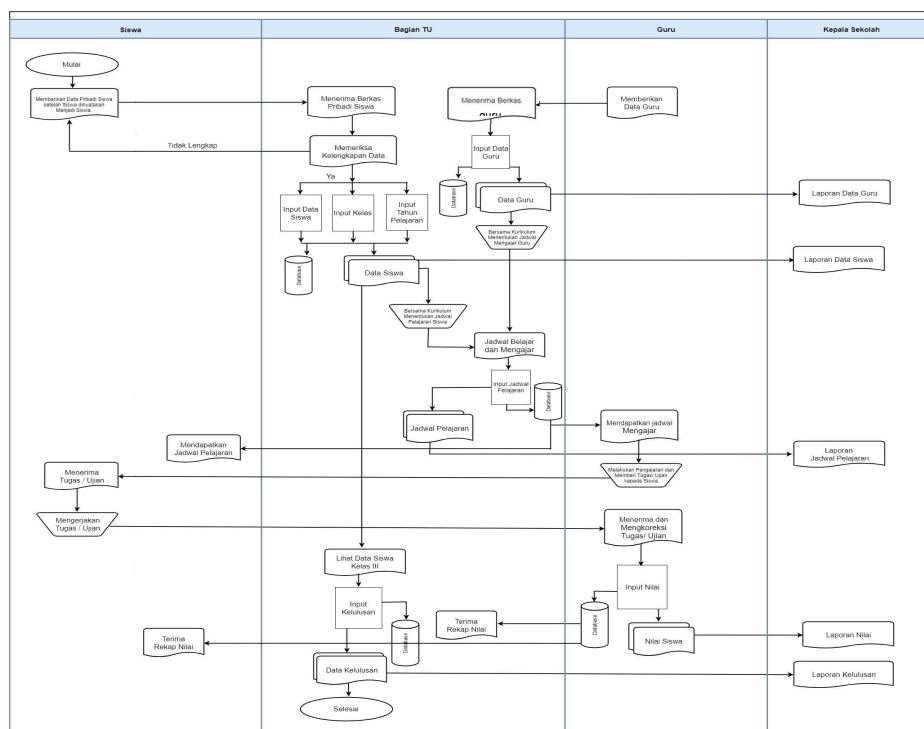 Siswa
Bagian TU
Guru
Kepala Sekolah
Mulai
Memberikan Data Pribadi Siswa
setelah Siswa dinyatakan
Menjadi Siswa
Menerima Berkas
Pribadi Siswa
Menerima Berkas
Guru
Memberikan
Data Guru
Tidak Lengkap
Memeriksa
Kelengkapan Data
Input Data
Guru
Ya
Input Data
Siswa
Input Kelas
Input
Tahun
Pelajaran
Database
Data Guru
Laporan Data Guru
Bersama Kurikulum
Menentukan Jadwal
Mengajar Guru
Database
Data Siswa
Laporan Data Siswa
Bersama Kurikulum
Menentukan Jadwal
Pelajaran Siswa
Jadwal Belajar
dan Mengajar
Input Jadwal
Pelajaran
Database
Jadwal Pelajaran
Mendapatkan jadwal
Mengajar
Mendapatkan
Jadwal Pelajaran
Laporan
Jadwal Pelajaran
Menerima
Tugas / Ujian
Melakukan Pengajaran dan
Memberi Tugas/ Ujian
kepada Siswa
Mengerjakan
Tugas / Ujian
Menerima dan
Mengkoreksi
Tugas/ Ujian
Lihat Data Siswa
Kelas III
Input Nilai
Input
Kelulusan
Database
Terima
Rekap Nilai
Database
Terima
Rekap Nilai
Nilai Siswa
Laporan Nilai
Data Kelulusan
Laporan Kelulusan
Selesai